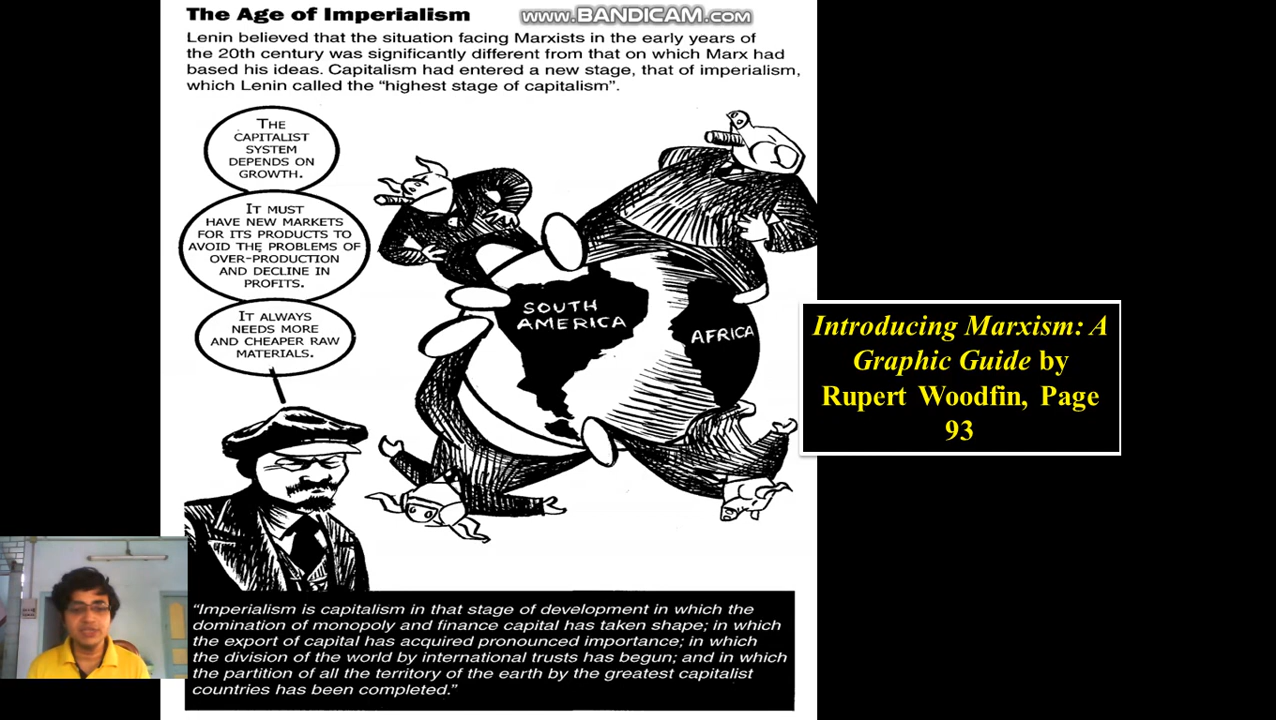 The Age of Imperialism
www.BANDICAM.com
Lenin believed that the situation facing Marxists in the early years of
the 20th century was significantly different from that on which Marx had
based his ideas. Capitalism had entered a new stage, that of imperialism,
which Lenin called the “highest stage of capitalism”.
THE
CAPITALIST
SYSTEM
DEPENDS ON
GROWTH.
IT MUST
HAVE NEW MARKETS
FOR ITS PRODUCTS TO
AVOID THE PROBLEMS OF
OVER-PRODUCTION
AND DECLINE IN
PROFITS.
IT ALWAYS
NEEDS MORE
AND CHEAPER RAW
MATERIALS.
SOUTH
AMERICA
AFRICA
Introducing Marxism: A
Graphic Guide by
Rupert Woodfin, Page
93
“Imperialism is capitalism in that stage of development in which the
domination of monopoly and finance capital has taken shape; in which
the export of capital has acquired pronounced importance; in which
the division of the world by international trusts has begun; and in which
the partition of all the territory of the earth by the greatest capitalist
countries has been completed.”